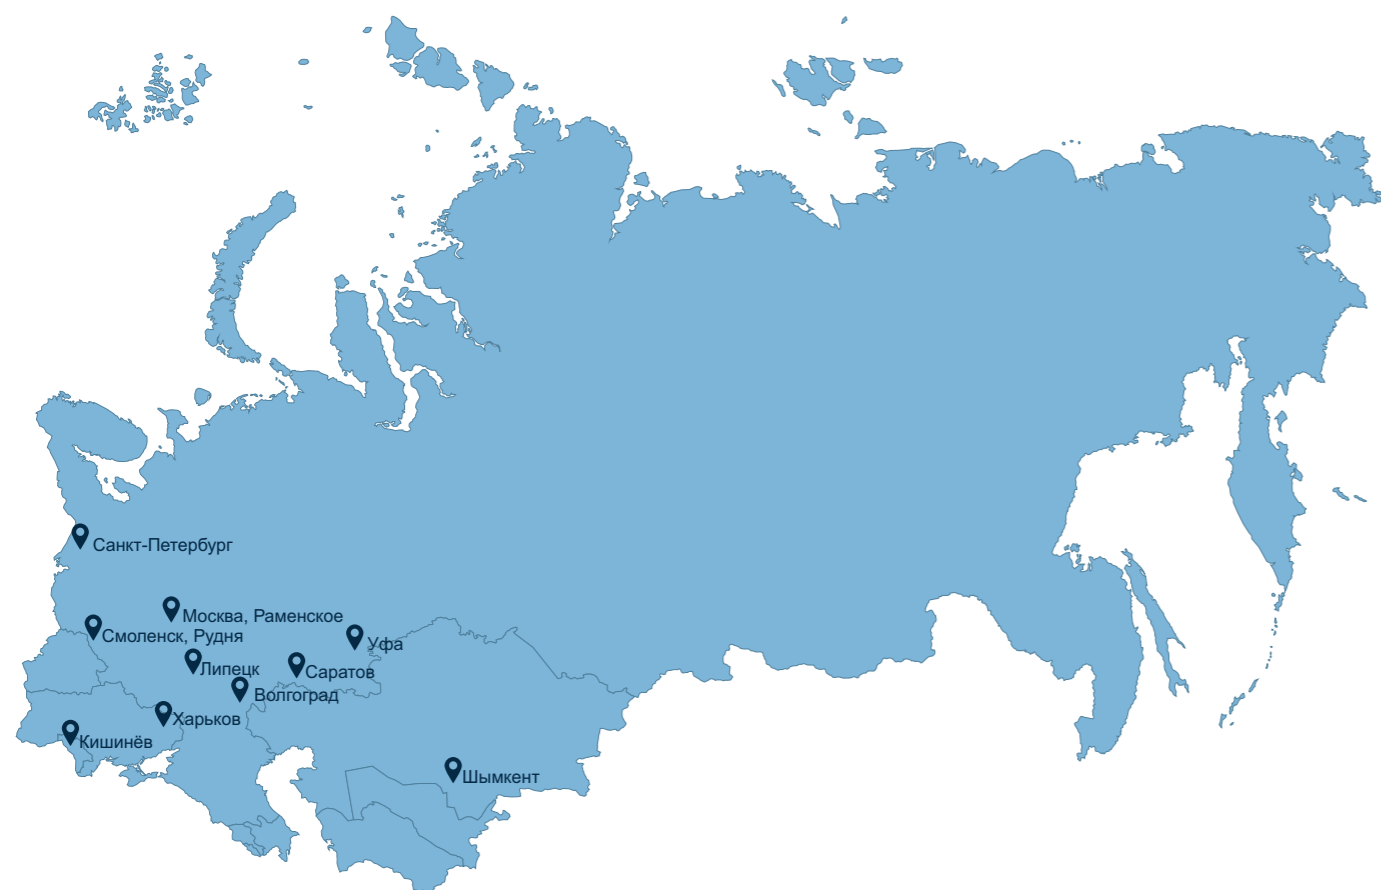 Санкт-Петербург
Москва, Раменское
Смоленск, Рудня
Уфа
Липецк
Саратов
Волгоград
Харьков
Кишинёв
Шымкент